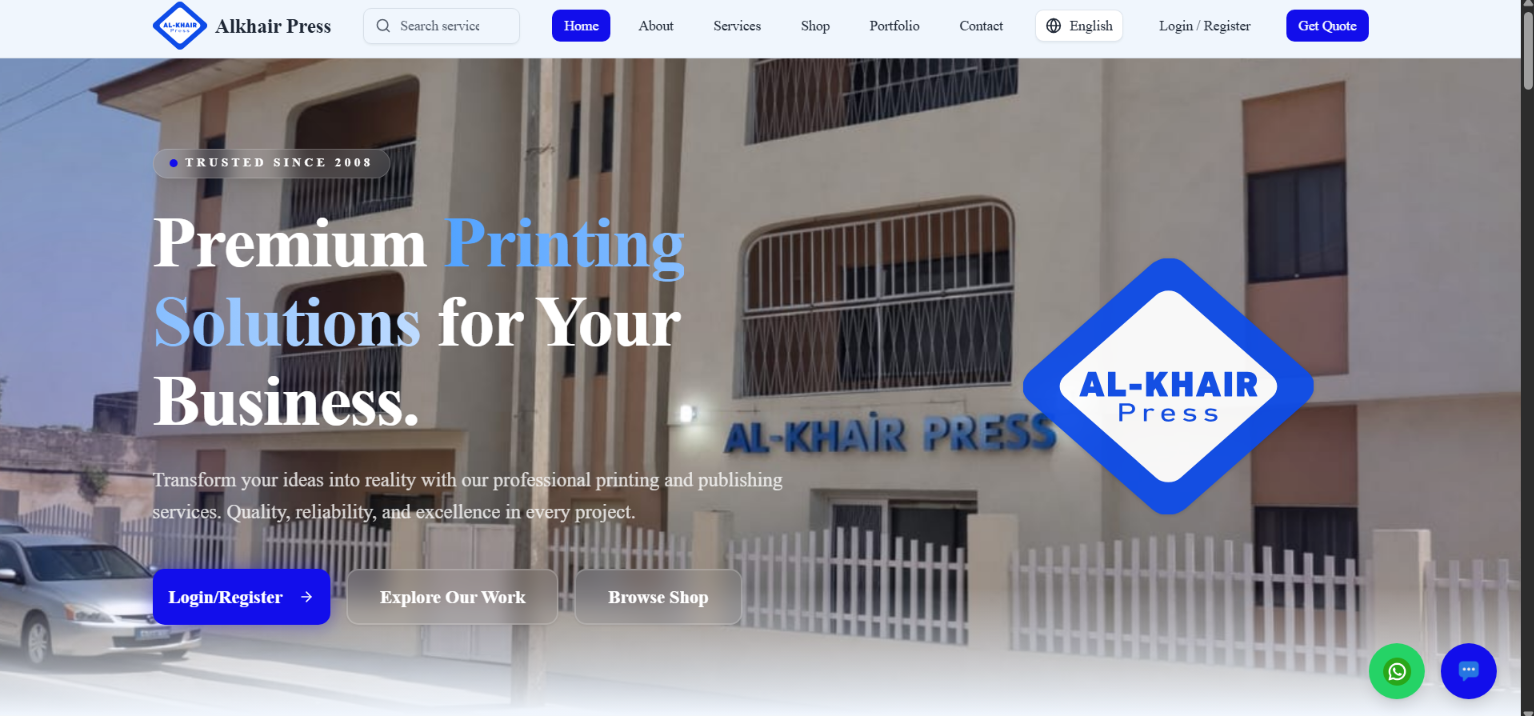 AL-KHAIR
Press
Alkhair Press
Search service
Home
About
Services
Shop
Portfolio
Contact
English
Login / Register
Get Quote
TRUSTED SINCE 2008
Premium Printing
Solutions for Your
Business.
Transform your ideas into reality with our professional printing and publishing
services. Quality, reliability, and excellence in every project.
AL-KHAiR PRESS
AL-KHAIR
Press
Login/Register
Explore Our Work
Browse Shop